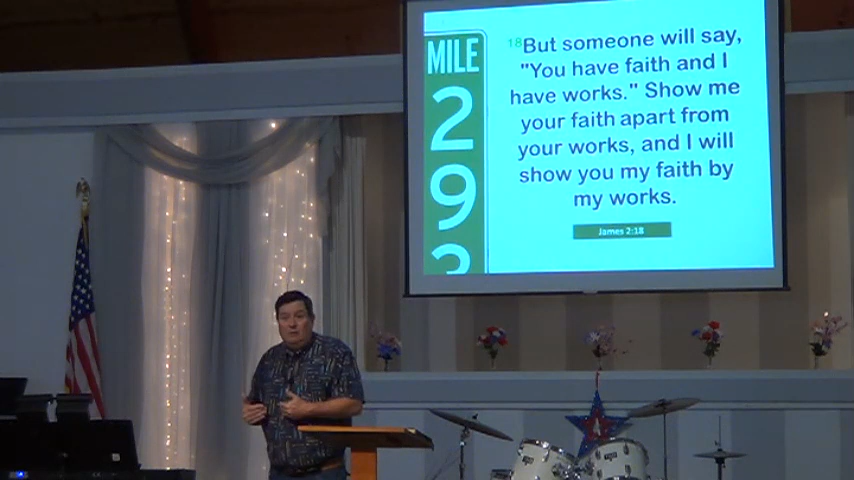 MILE
2
9
18But someone will say,
"You have faith and I
have works." Show me
your faith apart from
your works, and I will
show you my faith by
my works.
James 2:18